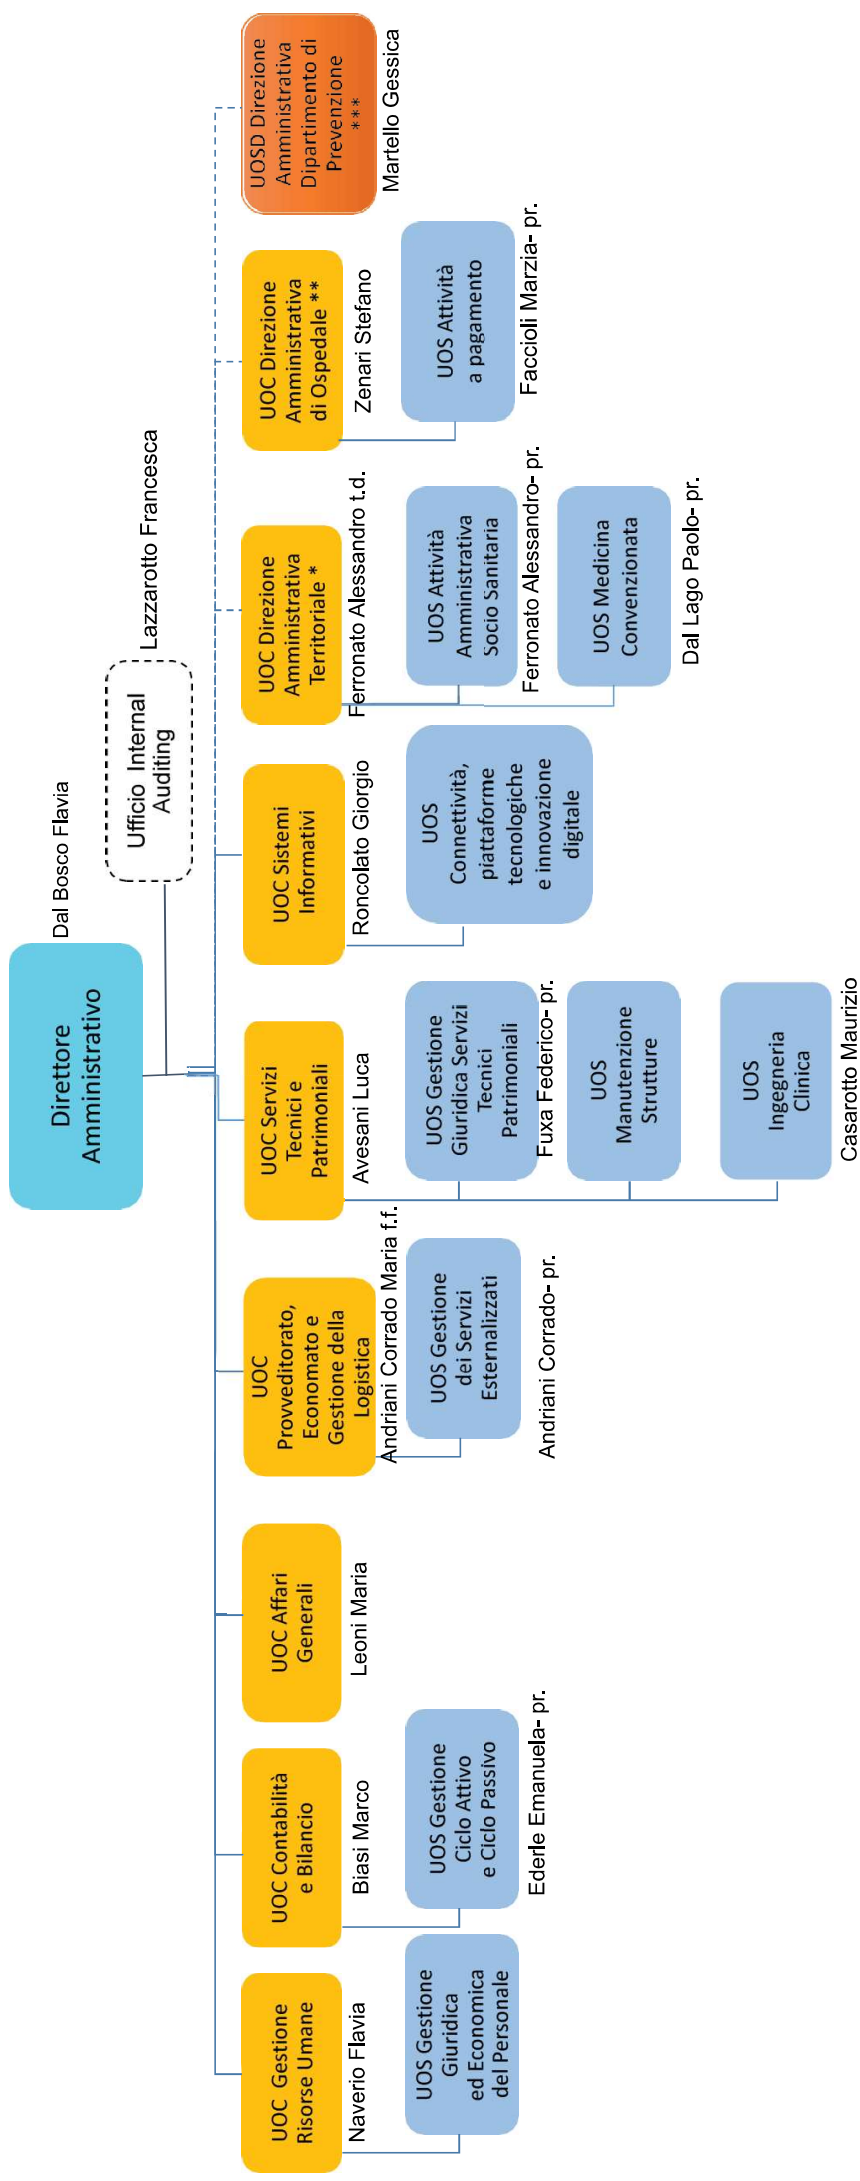 Direttore
Amministrativo
Dal Bosco Flavia
Ufficio Internal
Auditing
Lazzarotto Francesca
UOC Gestione
Risorse Umane
Naverio Flavia
UOS Gestione
Giuridica
ed Economica
del Personale
UOC Contabilità
e Bilancio
Biasi Marco
UOS Gestione
Ciclo Attivo
e Ciclo Passivo
Ederle Emanuela- pr.
UOC Affari
Generali
Leoni Maria
UOC
Provveditorato,
Economato e
Gestione della
Logistica
Andriani Corrado Maria f.f.
UOS Gestione
dei Servizi
Esternalizzati
Andriani Corrado- pr.
UOC Servizi
Tecnici e
Patrimoniali
Avesani Luca
UOS Gestione
Giuridica Servizi
Tecnici
Patrimoniali
Fuxa Federico- pr.
UOS
Manutenzione
Strutture
UOS
Ingegneria
Clinica
Casarotto Maurizio
UOC Sistemi
Informativi
Roncolato Giorgio
UOS
Connettività,
piattaforme
tecnologiche
e innovazione
digitale
UOC Direzione
Amministrativa
Territoriale *
Ferronato Alessandro t.d.
UOS Attività
Amministrativa
Socio Sanitaria
Ferronato Alessandro- pr.
UOS Medicina
Convenzionata
Dal Lago Paolo- pr.
UOC Direzione
Amministrativa
di Ospedale **
Zenari Stefano
UOS Attività
a pagamento
Faccioli Marzia- pr.
UOSD Direzione
Amministrativa
Dipartimento di
Prevenzione
***
Martello Gessica